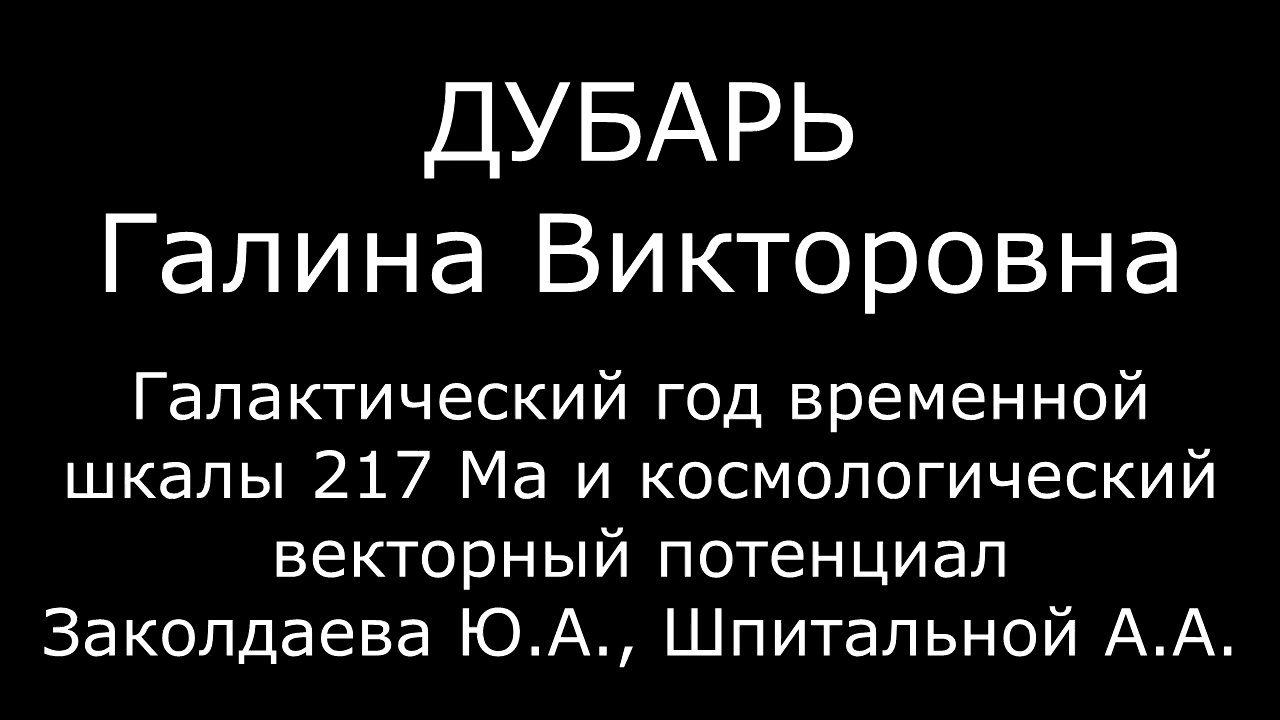 ДУБАРЬ
Галина Викторовна
Галактический год временной
шкалы 217 Ма и космологический
векторный потенциал
Заколдаева Ю.А., Шпитальной А.А.